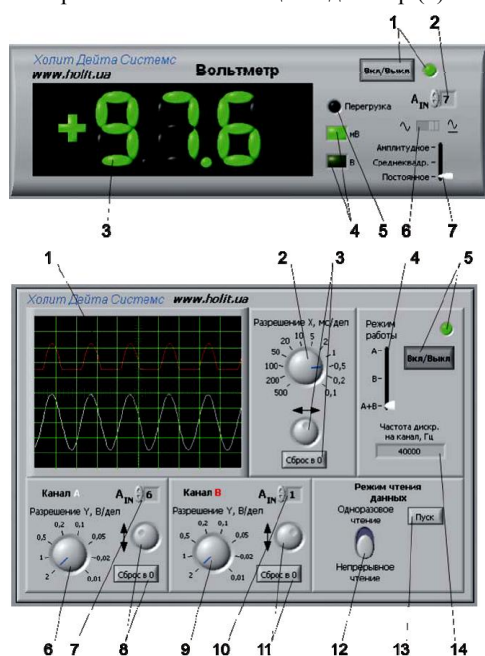 1 2
Холит Дейта Системс
www.holit.ua
Вольтметр
Вкл/Выкл
+97.6
Перегрузка
A IN 7
мВ
В
Амплитудное
Среднеквадр.
Постоянное
3 4 5 6 7
1 2 3 4 5
Холит Дейта Системс www.holit.ua
Разрешение X, мс/дел
500 200 100 50 20 10 5 2 1 0,5 0,2 0,1
Сброс в 0
Режим
работы
A
B
A+B
Вкл/Выкл
Частота дискр.
на канал, Гц
40000
Канал A
A IN 6
Разрешение Y, В/дел
2 1 0,5 0,2 0,1 0,05 0,02 0,01
Сброс в 0
Канал B
A IN 1
Разрешение Y, В/дел
2 1 0,5 0,2 0,1 0,05 0,02 0,01
Сброс в 0
Режим чтения
данных
Одноразовое
чтение
Пуск
Непрерывное
чтение
6 7 8 9 10 11 12 13 14